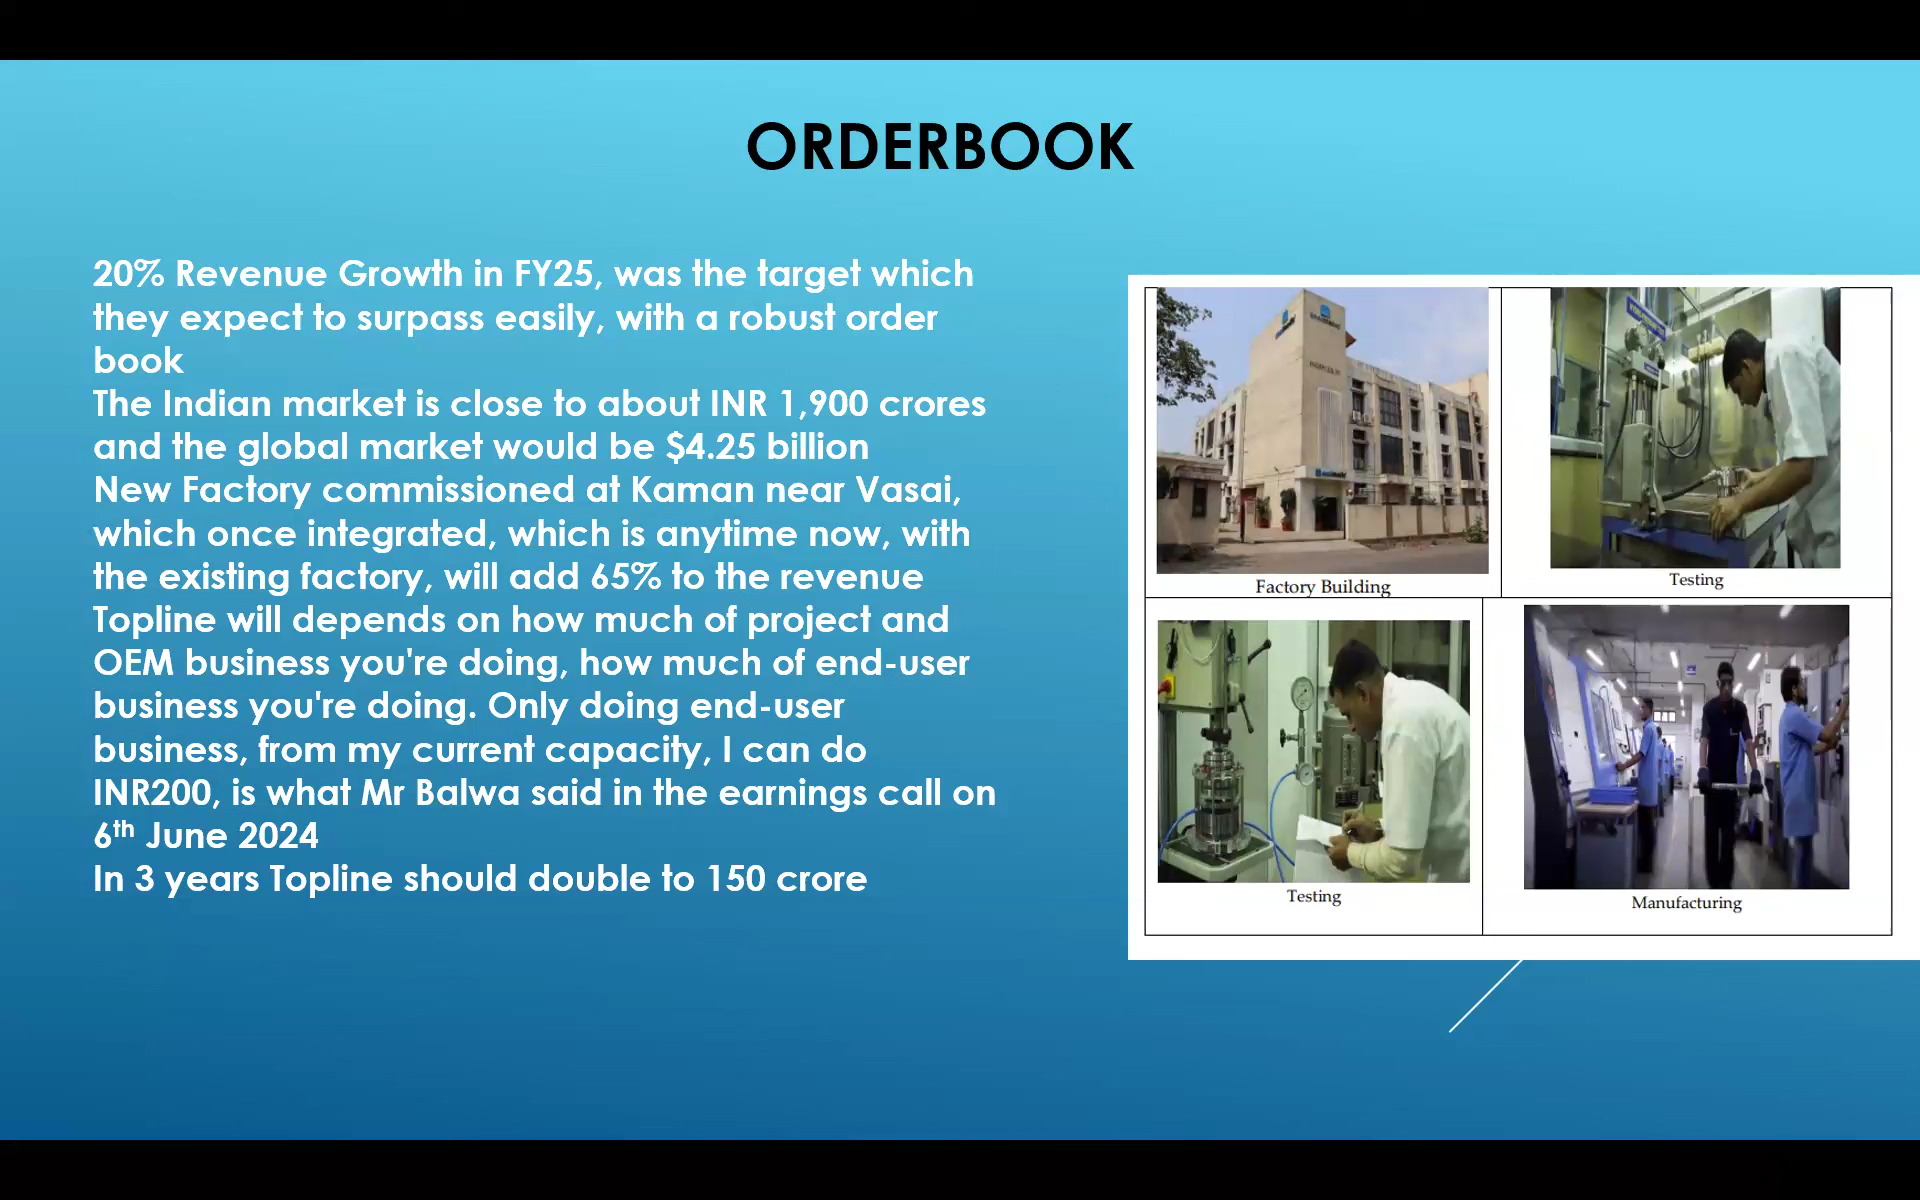 ORDERBOOK
20% Revenue Growth in FY25, was the target which
they expect to surpass easily, with a robust order
book
The Indian market is close to about INR 1,900 crores
and the global market would be $4.25 billion
New Factory commissioned at Kaman near Vasai,
which once integrated, which is anytime now, with
the existing factory, will add 65% to the revenue
Topline will depends on how much of project and
OEM business you're doing, how much of end-user
business you're doing. Only doing end-user
business, from my current capacity, I can do
INR200, is what Mr Balwa said in the earnings call on
6th June 2024
In 3 years Topline should double to 150 crore
Factory Building
Testing
Testing
Manufacturing